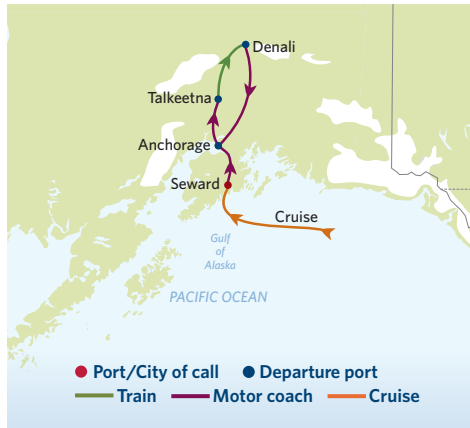 Denali
Talkeetna
Anchorage
Seward
Cruise
Gulf
of
Alaska
PACIFIC OCEAN
Port/City of call
Departure port
Train
Motor coach
Cruise